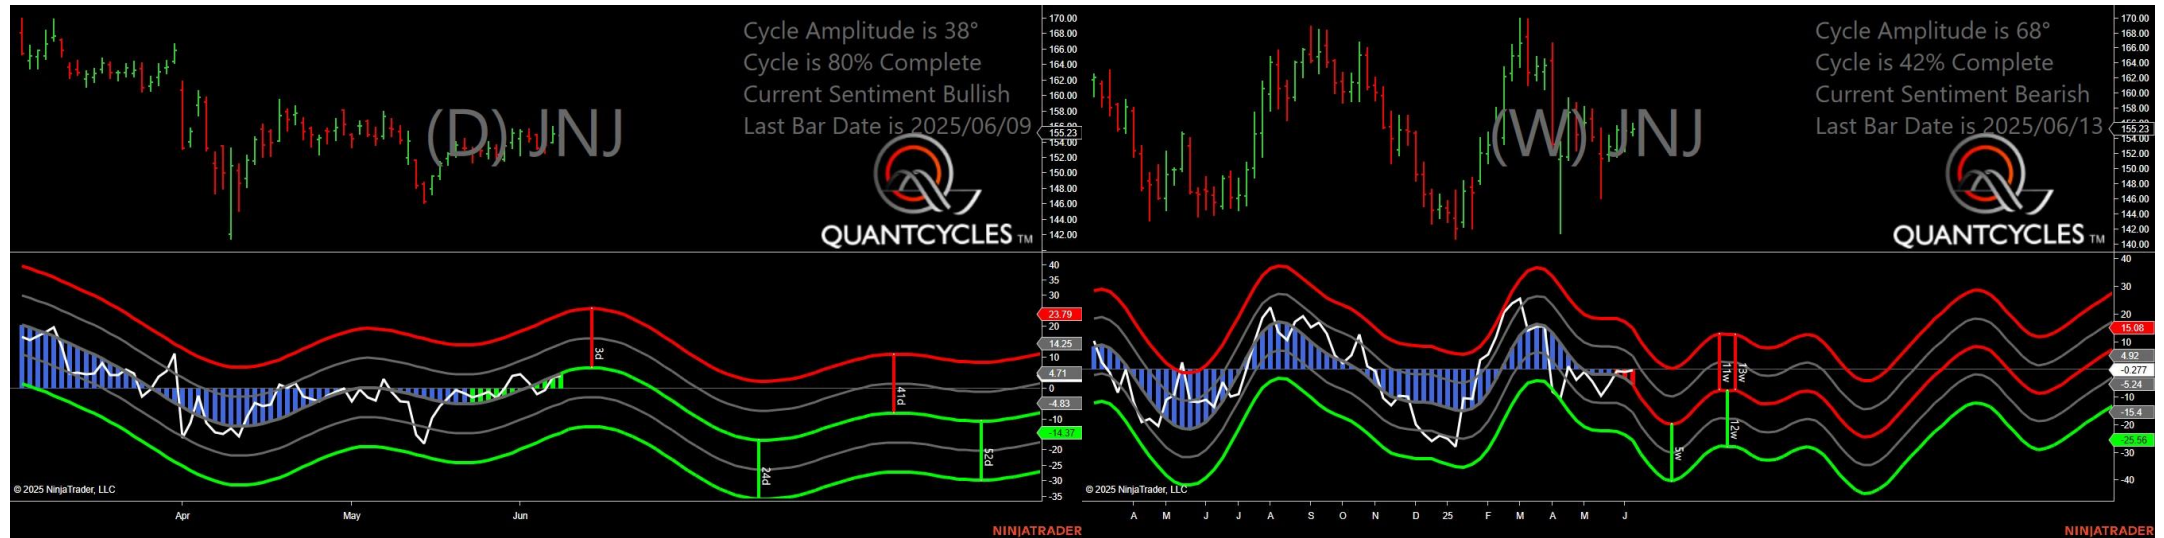 Cycle Amplitude is 38°
Cycle is 80% Complete
Current Sentiment Bullish
Last Bar Date is 2025/06/09
(D) JNJ
QUANTCYCLES TM
170.00
168.00
166.00
164.00
162.00
160.00
158.00
156.00
155.23
154.00
152.00
150.00
148.00
146.00
144.00
142.00
40
35
30
23.79
20
14.25
10
4.71
0
-4.83
-10
-14.37
-20
-25
-30
-35
3d
24d
41d
52d
© 2025 NinjaTrader, LLC
Apr May Jun
NINJATRADER
Cycle Amplitude is 68°
Cycle is 42% Complete
Current Sentiment Bearish
Last Bar Date is 2025/06/13
(W) JNJ
QUANTCYCLES TM
170.00
168.00
166.00
164.00
162.00
160.00
158.00
155.23
154.00
152.00
150.00
148.00
146.00
144.00
142.00
140.00
40
30
20
15.08
10
4.92
-0.277
-5.24
-10
-15.4
-20
-25.56
-30
-40
5w
11w
13w
12w
© 2025 NinjaTrader, LLC
A M J J A S O N D 25 F M A M J
NINJATRADER